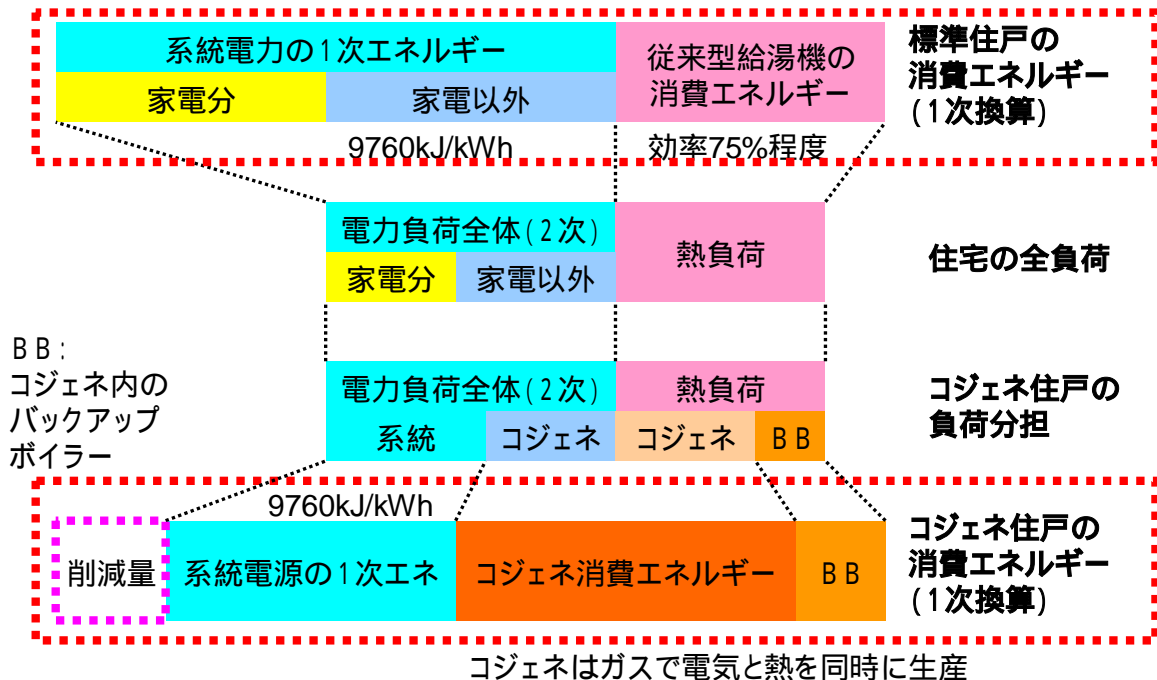 系統電力の1次エネルギー
家電分
家電以外
従来型給湯機の
消費エネルギー
標準住戸の
消費エネルギー
(1次換算)
9760kJ/kWh
効率75%程度
電力負荷全体(2次)
家電分
家電以外
熱負荷
住宅の全負荷
BB:
コジェネ内の
バックアップ
ボイラー
電力負荷全体(2次)
熱負荷
系統
コジェネ
コジェネ
BB
コジェネ住戸の
負荷分担
9760kJ/kWh
削減量
系統電源の1次エネ
コジェネ消費エネルギー
BB
コジェネ住戸の
消費エネルギー
(1次換算)
コジェネはガスで電気と熱を同時に生産